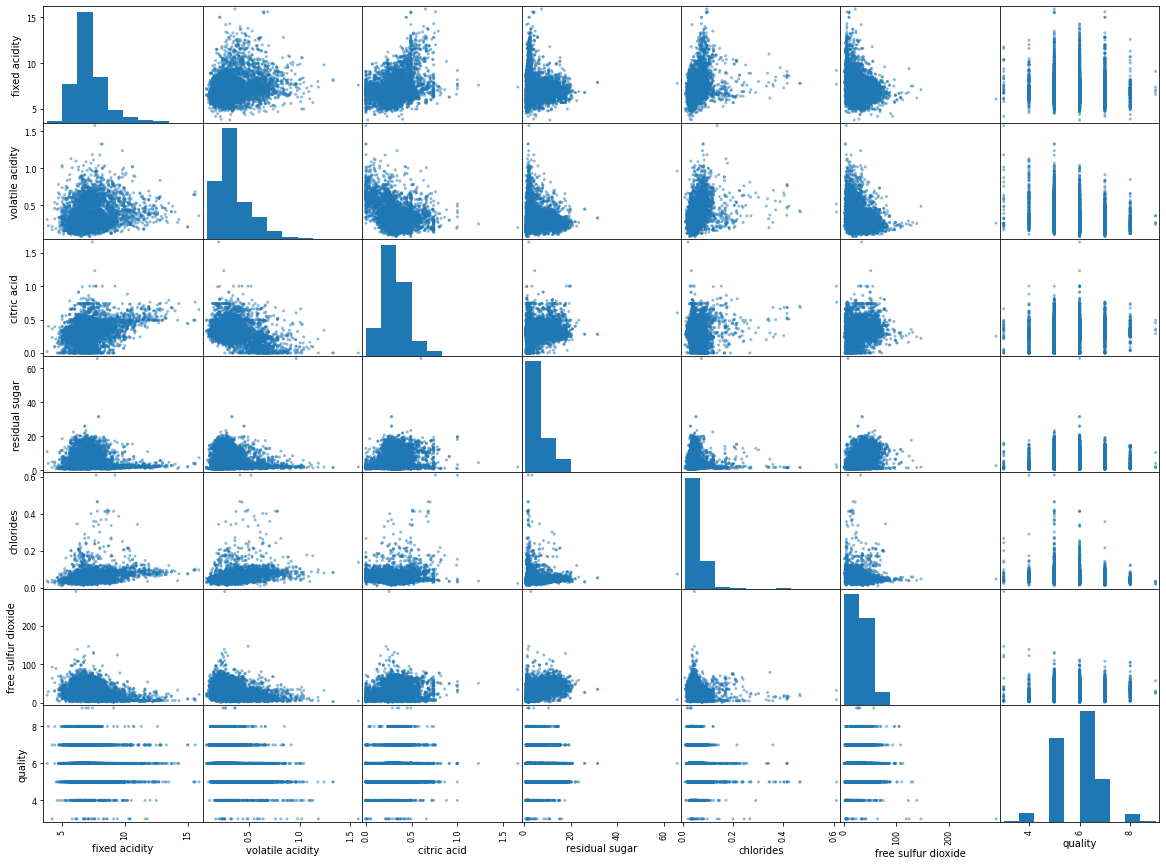 15
10
5
fixed acidity
1.5
1.0
0.5
volatile acidity
1.5
1.0
0.5
0.0
citric acid
60
40
20
0
residual sugar
0.6
0.4
0.2
0.0
chlorides
200
100
0
free sulfur dioxide
8
6
4
quality
5 10 15 0.5 1.0 1.5 0.0 0.5 1.0 1.5 0 20 40 60 0.0 0.2 0.4 0.6 0 100 200 4 6 8
fixed acidity volatile acidity citric acid residual sugar chlorides free sulfur dioxide quality